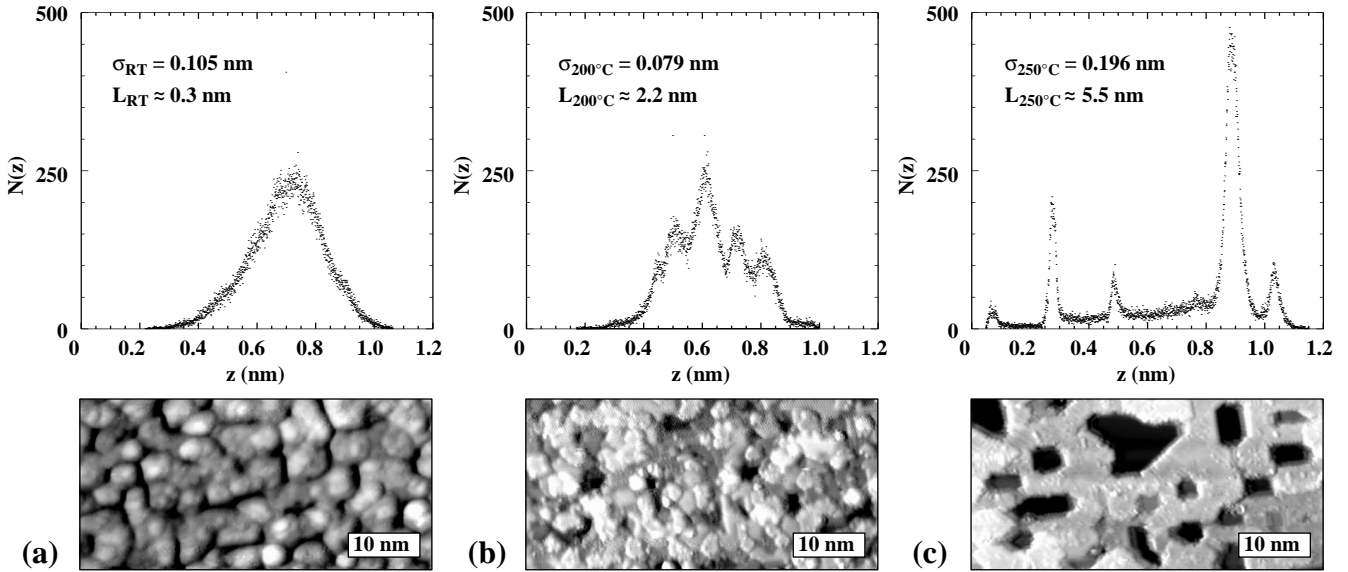 500
σRT = 0.105 nm
LRT ≈ 0.3 nm
250
N(z)
0
0 0.2 0.4 0.6 0.8 1.0 1.2
z (nm)
(a)
10 nm
500
σ200°C = 0.079 nm
L200°C ≈ 2.2 nm
250
N(z)
0
0 0.2 0.4 0.6 0.8 1.0 1.2
z (nm)
(b)
10 nm
500
σ250°C = 0.196 nm
L250°C ≈ 5.5 nm
250
N(z)
0
0 0.2 0.4 0.6 0.8 1.0 1.2
z (nm)
(c)
10 nm